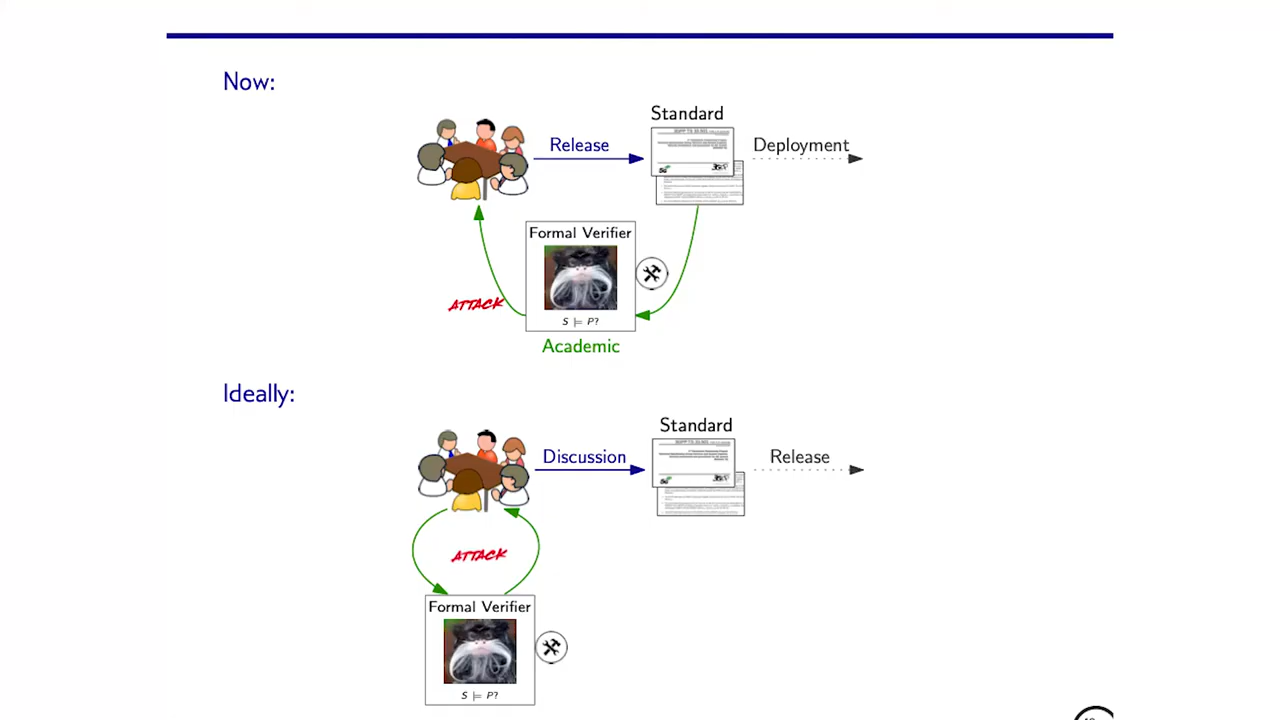 Now:
Standard
Release
Deployment
Formal Verifier
ATTACK
S ⊨ P?
Academic
Ideally:
Standard
Discussion
Release
ATTACK
Formal Verifier
S ⊨ P?